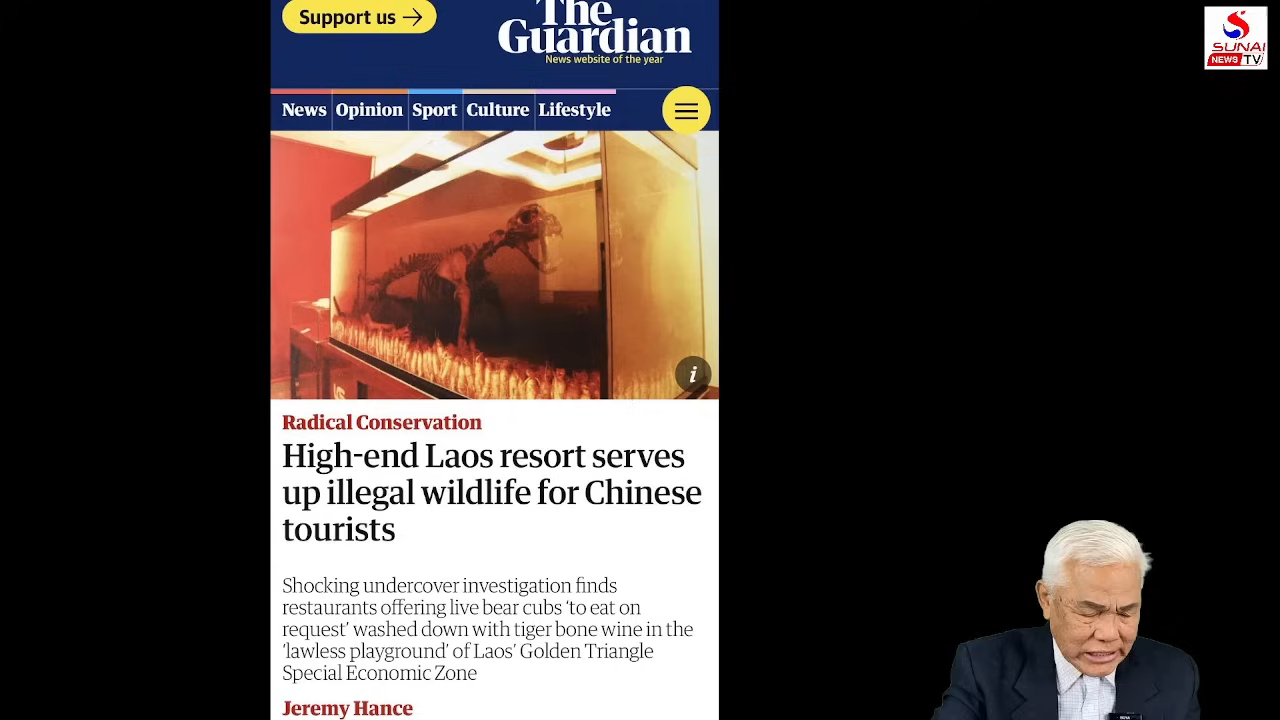 Support us →
The
Guardian
News website of the year
SUNAI
NEWS TV
News Opinion Sport Culture Lifestyle
i
Radical Conservation
High-end Laos resort serves
up illegal wildlife for Chinese
tourists
Shocking undercover investigation finds
restaurants offering live bear cubs ‘to eat on
request’ washed down with tiger bone wine in the
‘lawless playground’ of Laos’ Golden Triangle
Special Economic Zone
Jeremy Hance